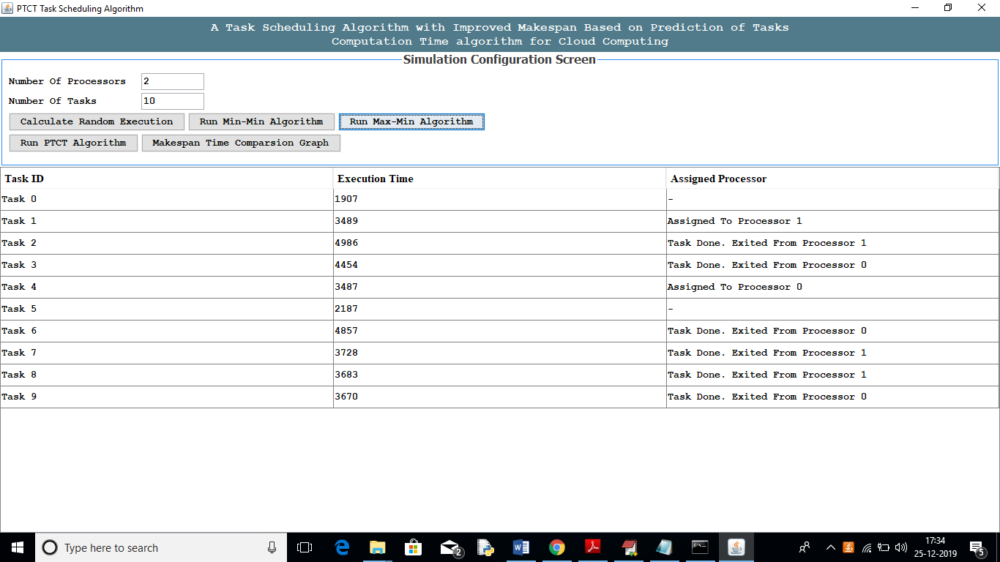 PTCT Task Scheduling Algorithm
A Task Scheduling Algorithm with Improved Makespan Based on Prediction of Tasks
Computation Time algorithm for Cloud Computing
Simulation Configuration Screen
Number Of Processors 2
Number Of Tasks 10
Calculate Random Execution Run Min-Min Algorithm Run Max-Min Algorithm
Run PTCT Algorithm Makespan Time Comparsion Graph
Task ID Execution Time Assigned Processor
Task 0 1907 -
Task 1 3489 Assigned To Processor 1
Task 2 4986 Task Done. Exited From Processor 1
Task 3 4454 Task Done. Exited From Processor 0
Task 4 3487 Assigned To Processor 0
Task 5 2187 -
Task 6 4857 Task Done. Exited From Processor 0
Task 7 3728 Task Done. Exited From Processor 1
Task 8 3683 Task Done. Exited From Processor 1
Task 9 3670 Task Done. Exited From Processor 0
Type here to search 2 17:34
25-12-2019 5